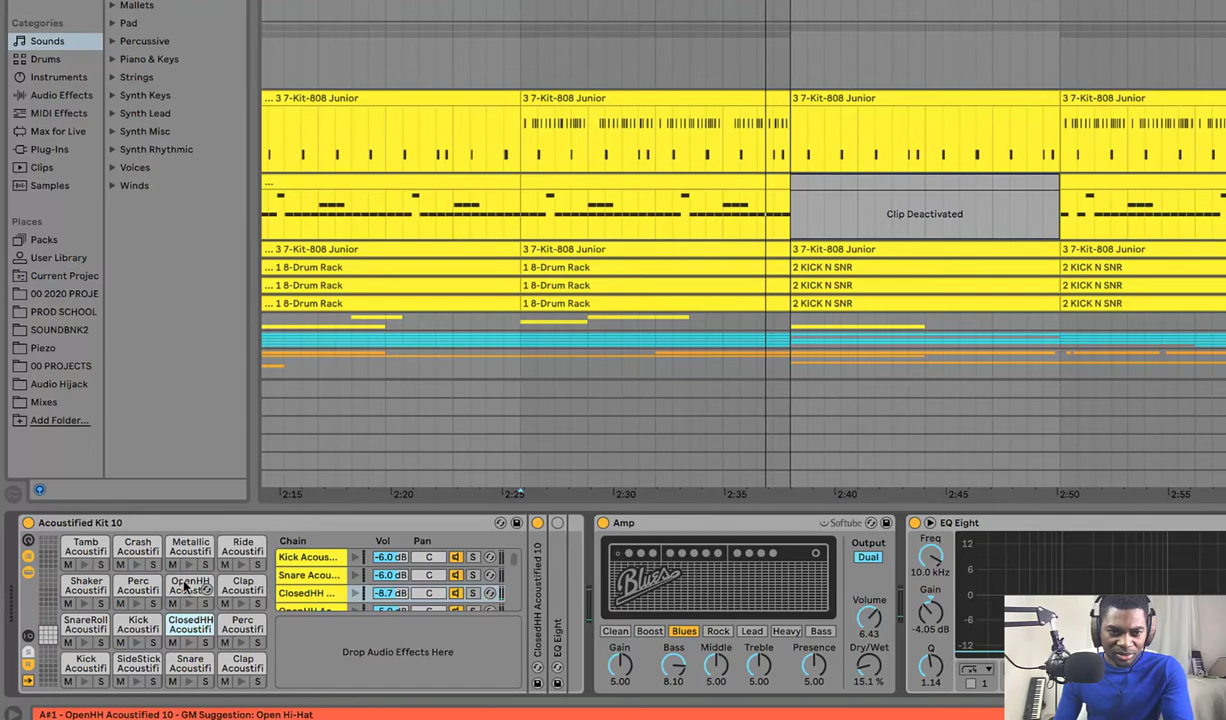 Categories
Sounds
Drums
Instruments
Audio Effects
MIDI Effects
Max for Live
Plug-Ins
Clips
Samples
Places
Packs
User Library
Current Projec
00 2020 PROJE
PROD SCHOOL
SOUNDBNK2
Piezo
00 PROJECTS
Audio Hijack
Mixes
Add Folder...
Mallets
Pad
Percussive
Piano & Keys
Strings
Synth Keys
Synth Lead
Synth Misc
Synth Rhythmic
Voices
Winds
... 3 7-Kit-808 Junior
3 7-Kit-808 Junior
3 7-Kit-808 Junior
3 7-Kit-808 Junior
...
Clip Deactivated
... 3 7-Kit-808 Junior
3 7-Kit-808 Junior
3 7-Kit-808 Junior
3 7-Kit-808 Junior
... 1 8-Drum Rack
1 8-Drum Rack
2 KICK N SNR
2 KICK N SNR
... 1 8-Drum Rack
1 8-Drum Rack
2 KICK N SNR
2 KICK N SNR
... 1 8-Drum Rack
1 8-Drum Rack
2 KICK N SNR
2 KICK N SNR
2:15
2:20
2:25
2:30
2:35
2:40
2:45
2:50
2:55
Acoustified Kit 10
Tamb Acoustifi
Crash Acoustifi
Metallic Acoustifi
Ride Acoustifi
M S M S M S M S
Shaker Acoustifi
Perc Acoustifi
OpenHH
Clap Acoustifi
M S M S M S M S
SnareRoll Acoustifi
Kick Acoustifi
ClosedHH Acoustifi
Perc Acoustifi
M S M S M S M S
Kick Acoustifi
SideStick Acoustifi
Snare Acoustifi
Clap Acoustifi
M S M S M S M S
Chain Vol Pan
Kick Acous... -6.0 dB C S
Snare Acou... -6.0 dB C S
ClosedHH ... -8.7 dB C S
Drop Audio Effects Here
ClosedHH Acoustified 10
EQ Eight
Amp
Softube
Blues
Clean Boost Blues Rock Lead Heavy Bass
Gain Bass Middle Treble Presence
5.00 8.10 5.00 5.00 5.00
Output
Dual
Volume
6.43
Dry/Wet
15.1 %
EQ Eight
Freq
10.0 kHz
Gain
-4.05 dB
Q
1.14
12
6
0
-6
-12
1
A#1 - OpenHH Acoustified 10 - GM Suggestion: Open Hi-Hat